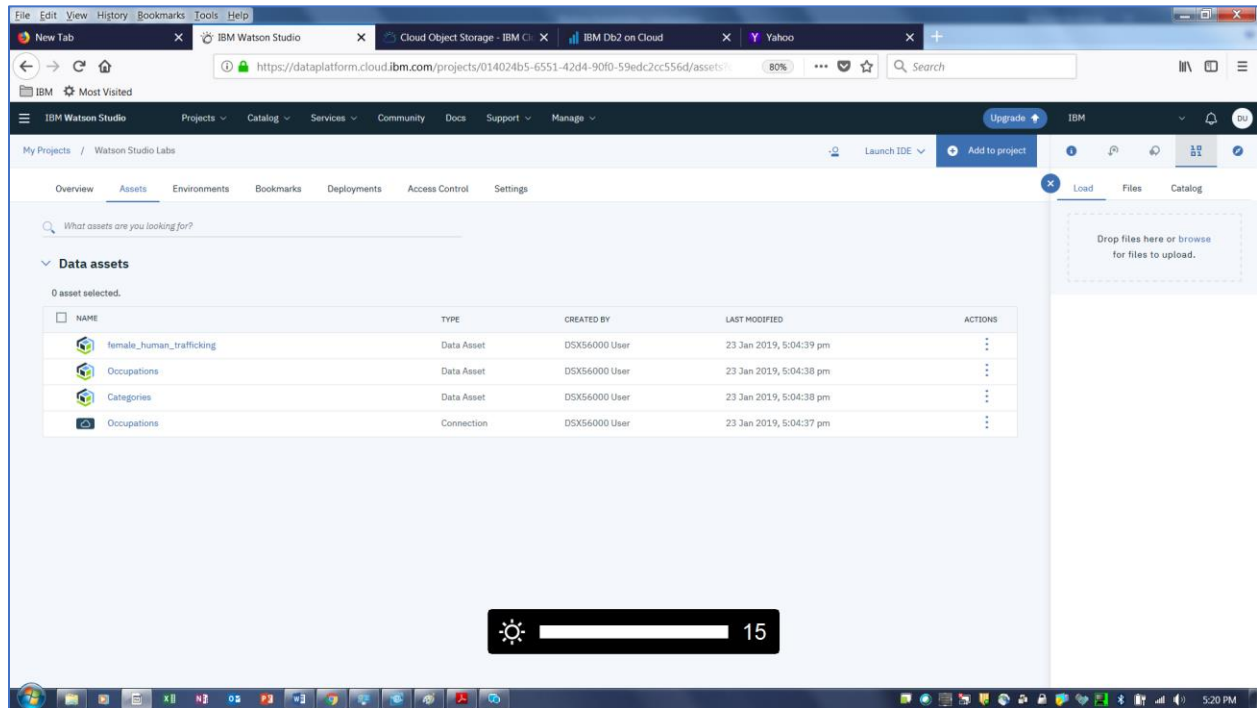 File Edit View History Bookmarks Tools Help
New Tab IBM Watson Studio Cloud Object Storage - IBM Cl IBM Db2 on Cloud Yahoo
https://dataplatform.cloud.ibm.com/projects/014024b5-6551-42d4-90f0-59edc2cc556d/assets? 80% Search
IBM Most Visited
IBM Watson Studio Projects Catalog Services Community Docs Support Manage Upgrade IBM DU
My Projects / Watson Studio Labs Launch IDE Add to project
Overview Assets Environments Bookmarks Deployments Access Control Settings Load Files Catalog
What assets are you looking for?
Drop files here or browse
for files to upload.
Data assets
0 asset selected.
NAME TYPE CREATED BY LAST MODIFIED ACTIONS
female_human_trafficking Data Asset DSX56000 User 23 Jan 2019, 5:04:39 pm
Occupations Data Asset DSX56000 User 23 Jan 2019, 5:04:38 pm
Categories Data Asset DSX56000 User 23 Jan 2019, 5:04:38 pm
Occupations Connection DSX56000 User 23 Jan 2019, 5:04:37 pm
15
5:20 PM